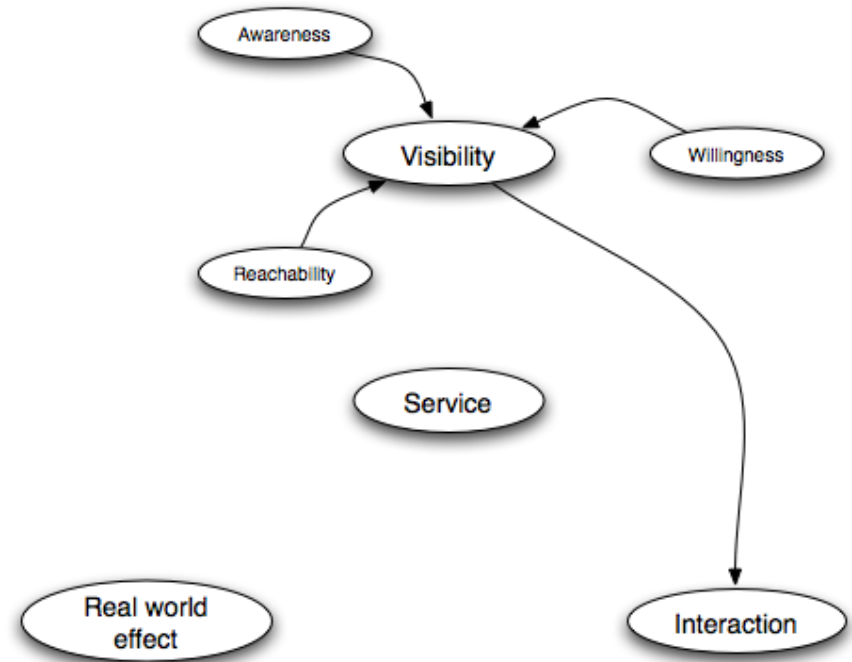 Awareness
Visibility
Willingness
Reachability
Service
Real world
effect
Interaction